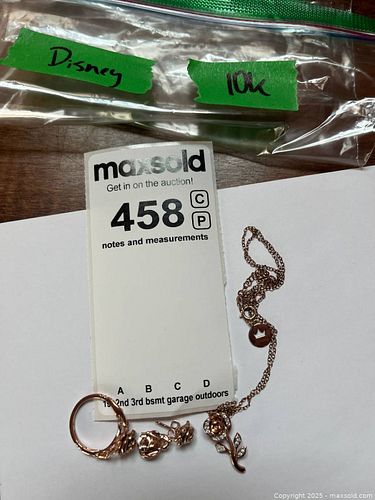 Disney
10k
maxsold
Get in on the auction!
458 C
P
notes and measurements
A B C D
2nd 3rd bsmt garage outdoors
Copyright 2025 - maxsold.com